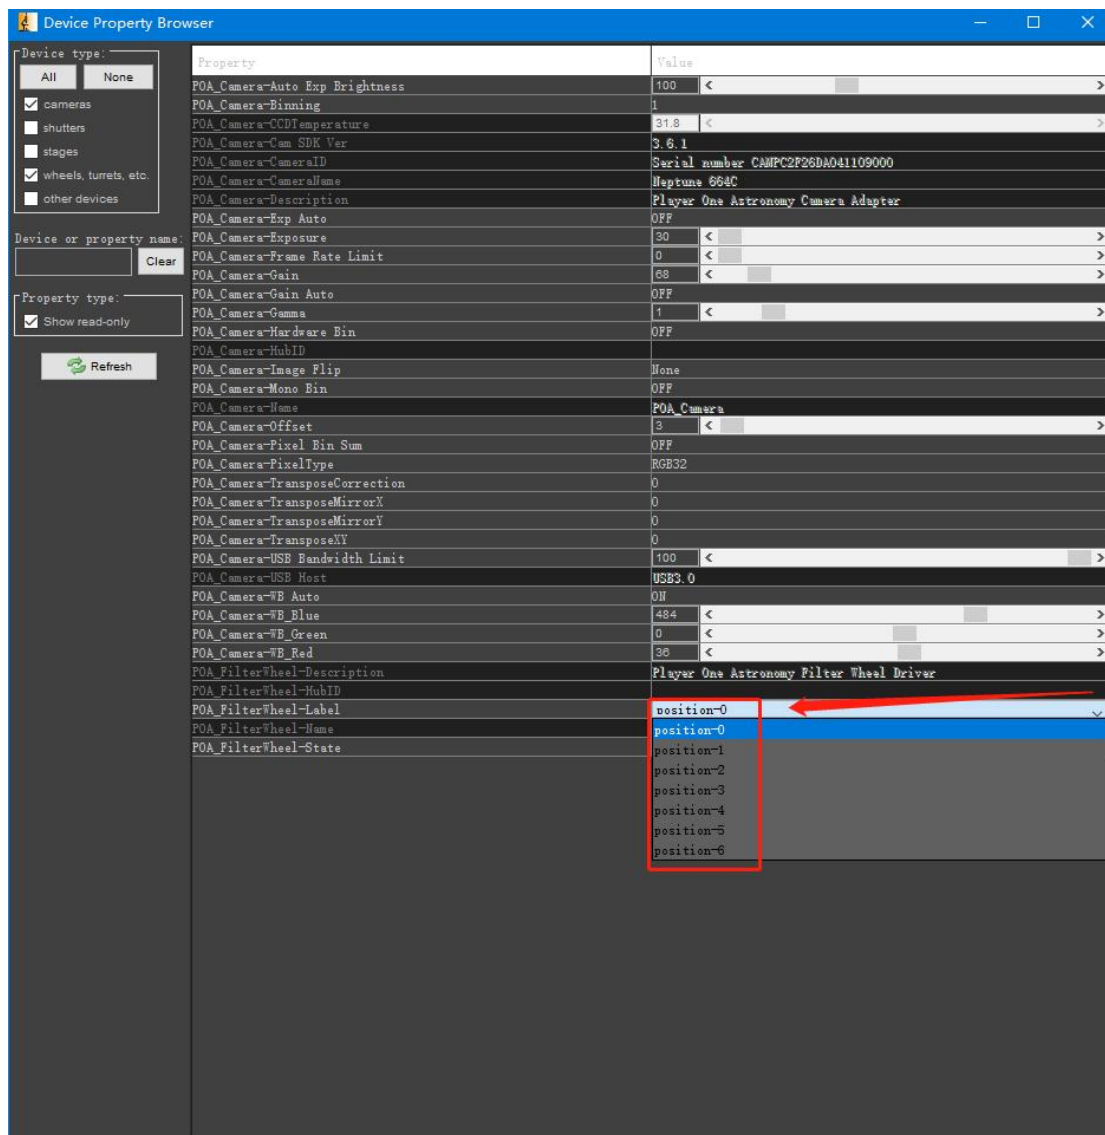 Device Property Browser
Device type:
All None
cameras
shutters
stages
wheels, turrets, etc.
other devices
Device or property name:
Clear
Property type:
Show read-only
Refresh
Property Value
POA_Camera-Auto Exp Brightness 100
POA_Camera-Binning 1
POA_Camera-CCDTemperature 31.8
POA_Camera-Cam SDK Ver 3.6.1
POA_Camera-CameraID Serial number CAMPC2F26DA041109000
POA_Camera-CameraName Neptune 664C
POA_Camera-Description Player One Astronomy Camera Adapter
POA_Camera-Exp Auto OFF
POA_Camera-Exposure 30
POA_Camera-Frame Rate Limit 0
POA_Camera-Gain 68
POA_Camera-Gain Auto OFF
POA_Camera-Gamma 1
POA_Camera-Hardware Bin OFF
POA_Camera-HubID
POA_Camera-Image Flip None
POA_Camera-Mono Bin OFF
POA_Camera-Name POA_Camera
POA_Camera-Offset 3
POA_Camera-Pixel Bin Sum OFF
POA_Camera-PixelType RGB32
POA_Camera-TransposeCorrection 0
POA_Camera-TransposeMirrorX 0
POA_Camera-TransposeMirrorY 0
POA_Camera-TransposeXY 0
POA_Camera-USB Bandwidth Limit 100
POA_Camera-USB Host USB3.0
POA_Camera-WB Auto ON
POA_Camera-WB_Blue 484
POA_Camera-WB_Green 0
POA_Camera-WB_Red 36
POA_FilterWheel-Description Player One Astronomy Filter Wheel Driver
POA_FilterWheel-HubID
POA_FilterWheel-Label position-0
POA_FilterWheel-Name position-0
POA_FilterWheel-State position-1
position-2
position-3
position-4
position-5
position-6